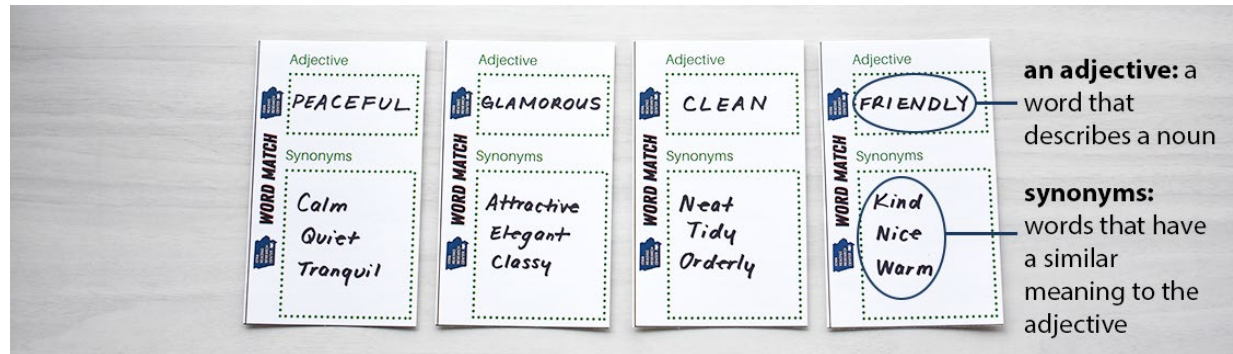 Adjective
PEACEFUL
Synonyms
Calm
Quiet
Tranquil
WORD MATCH
Adjective
GLAMOROUS
Synonyms
Attractive
Elegant
Classy
WORD MATCH
Adjective
CLEAN
Synonyms
Neat
Tidy
Orderly
WORD MATCH
Adjective
FRIENDLY
Synonyms
Kind
Nice
Warm
WORD MATCH
an adjective: a
word that
describes a noun
synonyms:
words that have
a similar
meaning to the
adjective